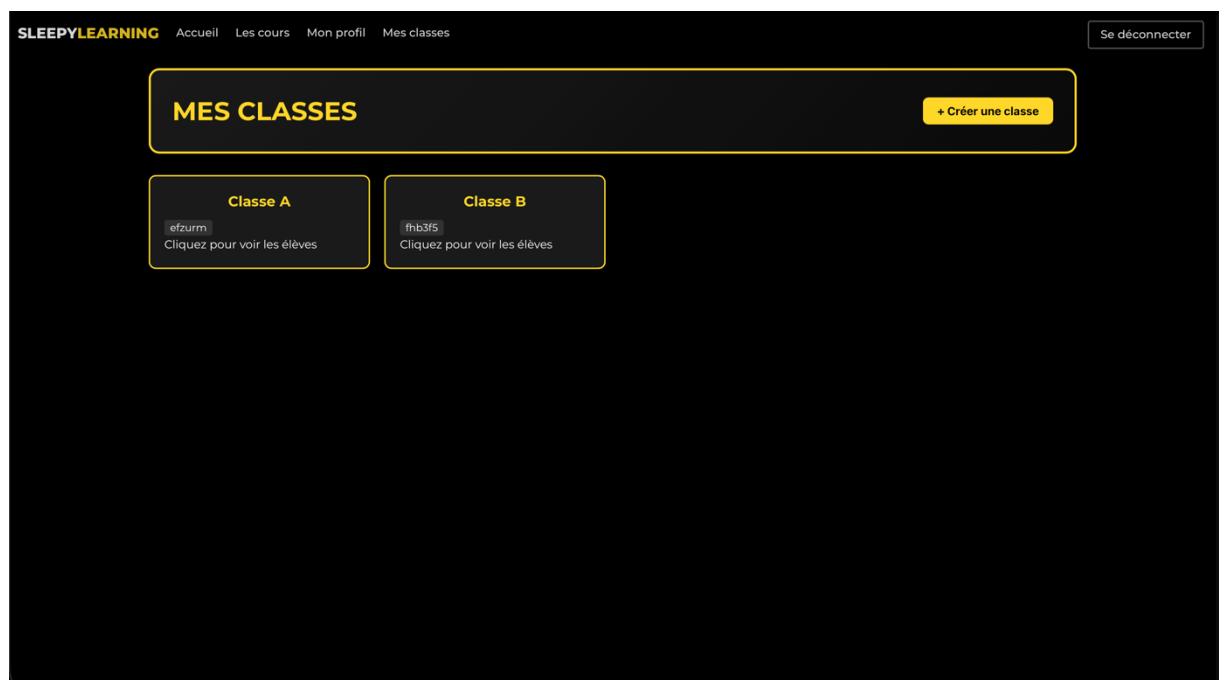 SLEEPYLEARNING Accueil Les cours Mon profil Mes classes Se déconnecter
MES CLASSES + Créer une classe
Classe A
efzurm
Cliquez pour voir les élèves
Classe B
fhb3f5
Cliquez pour voir les élèves